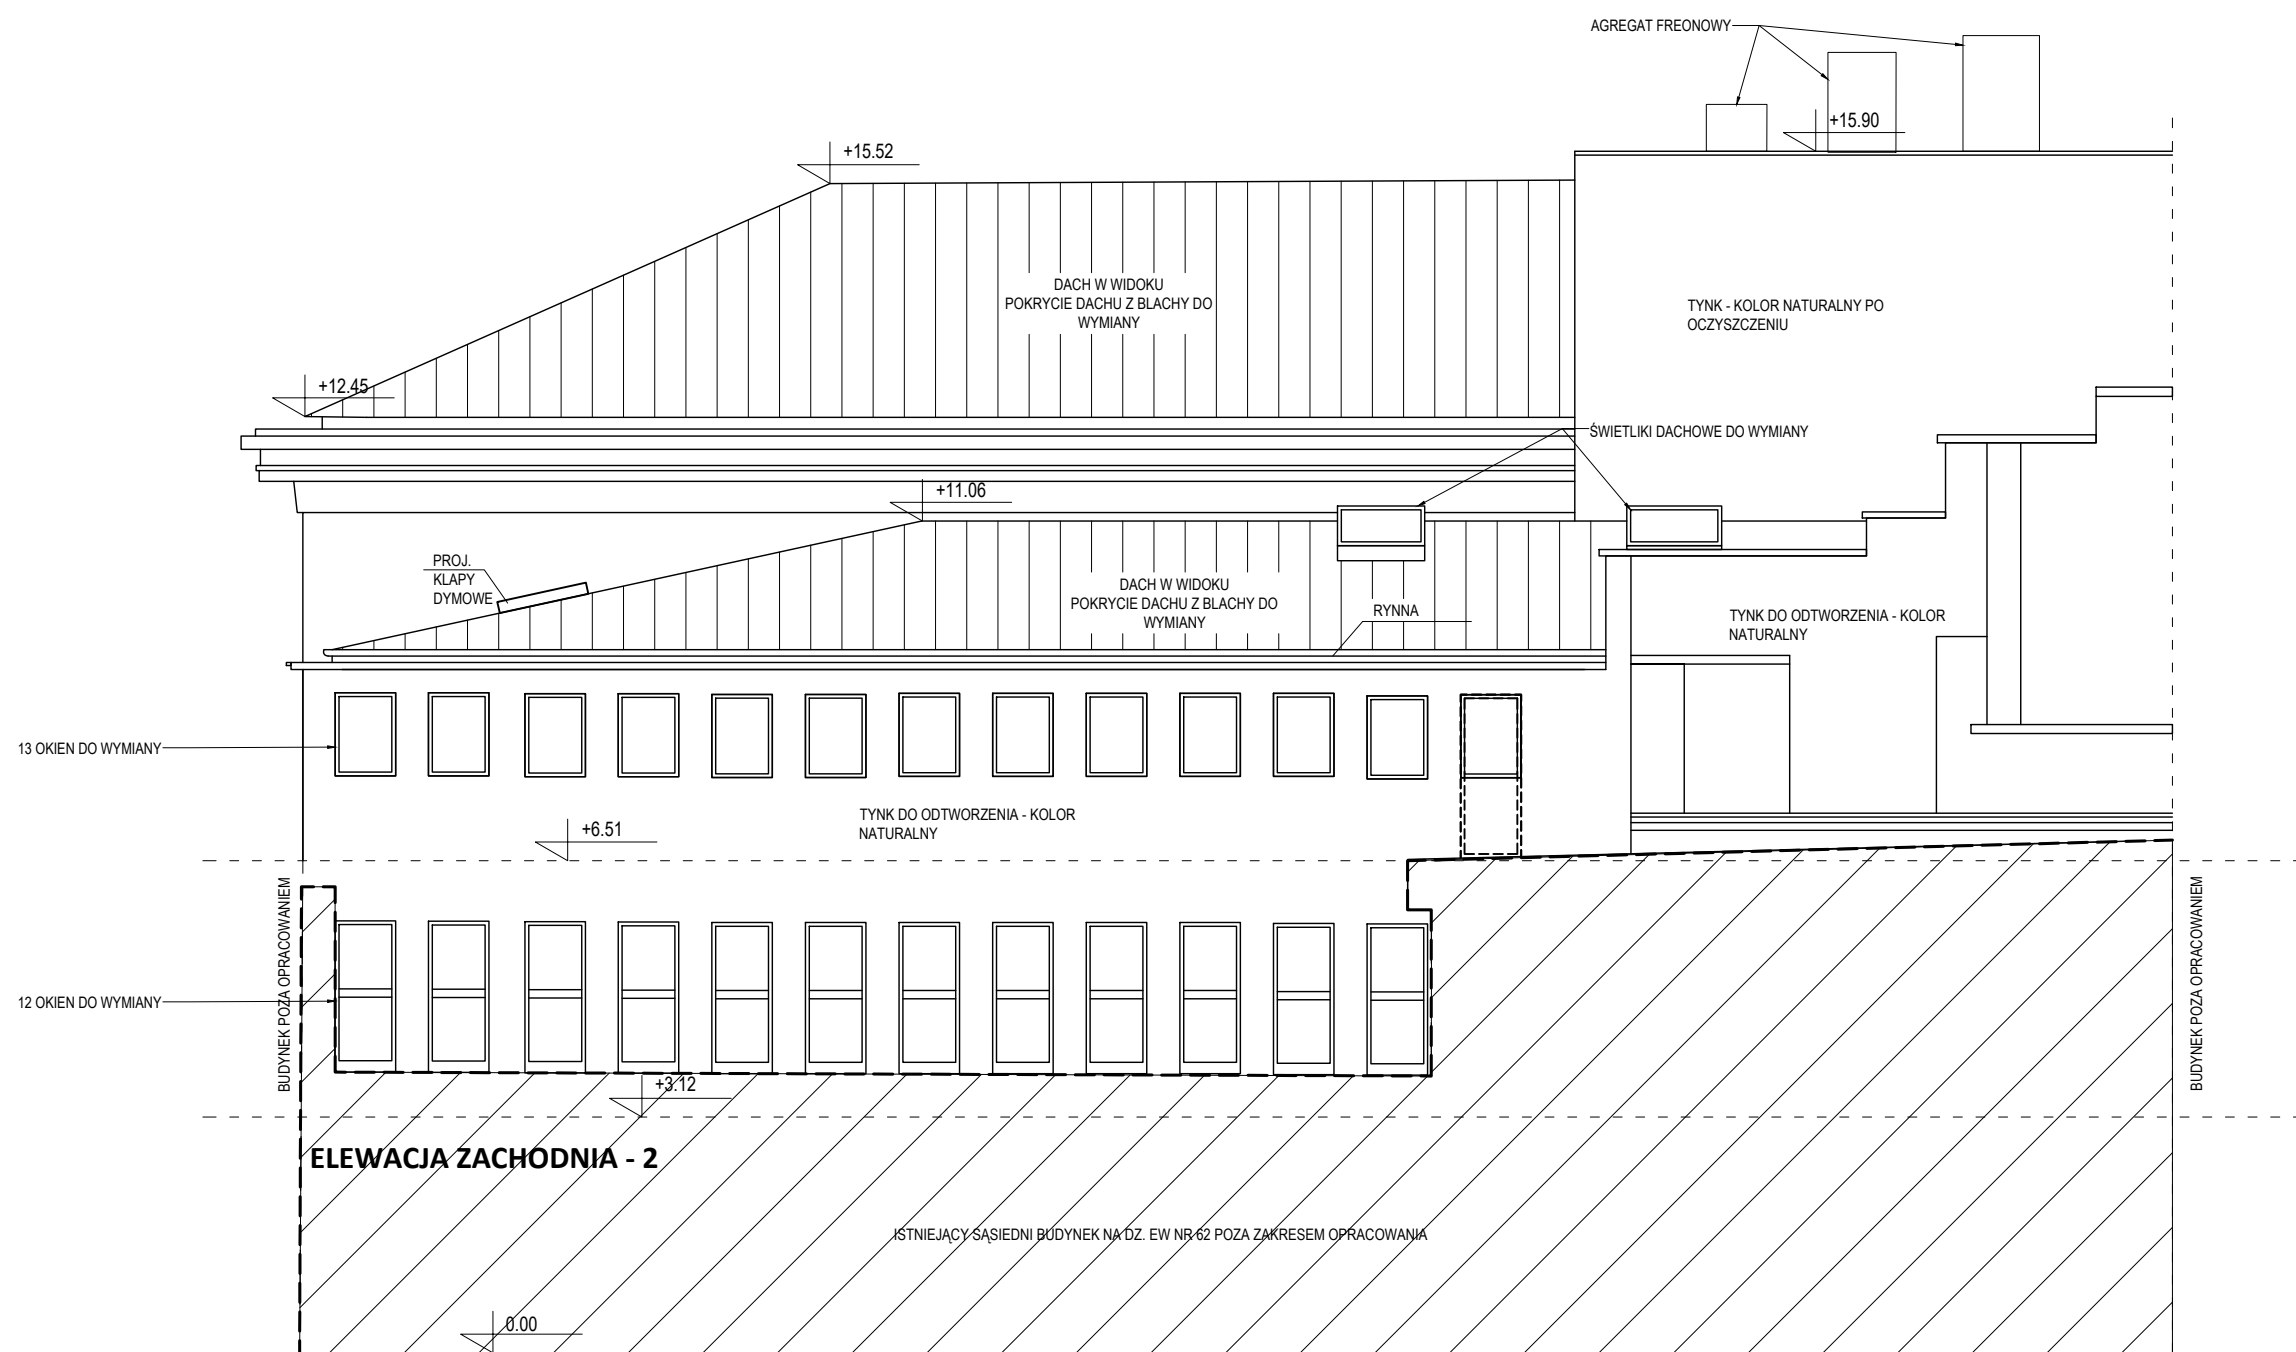 AGREGAT FREONOWY
+15.90
+15.52
DACH W WIDOKU
POKRYCIE DACHU Z BLACHY DO
WYMIANY
TYNK - KOLOR NATURALNY PO
OCZYSZCZENIU
+12.45
ŚWIETLIKI DACHOWE DO WYMIANY
+11.06
PROJ.
KLAPY
DYMOWE
DACH W WIDOKU
POKRYCIE DACHU Z BLACHY DO
WYMIANY
RYNNA
TYNK DO ODTWORZENIA - KOLOR
NATURALNY
13 OKIEN DO WYMIANY
TYNK DO ODTWORZENIA - KOLOR
NATURALNY
+6.51
BUDYNEK POZA OPRACOWANIEM
BUDYNEK POZA OPRACOWANIEM
12 OKIEN DO WYMIANY
+3.12
ELEWACJA ZACHODNIA - 2
ISTNIEJĄCY SĄSIEDNI BUDYNEK NA DZ. EW NR 62 POZA ZAKRESEM OPRACOWANIA
0.00